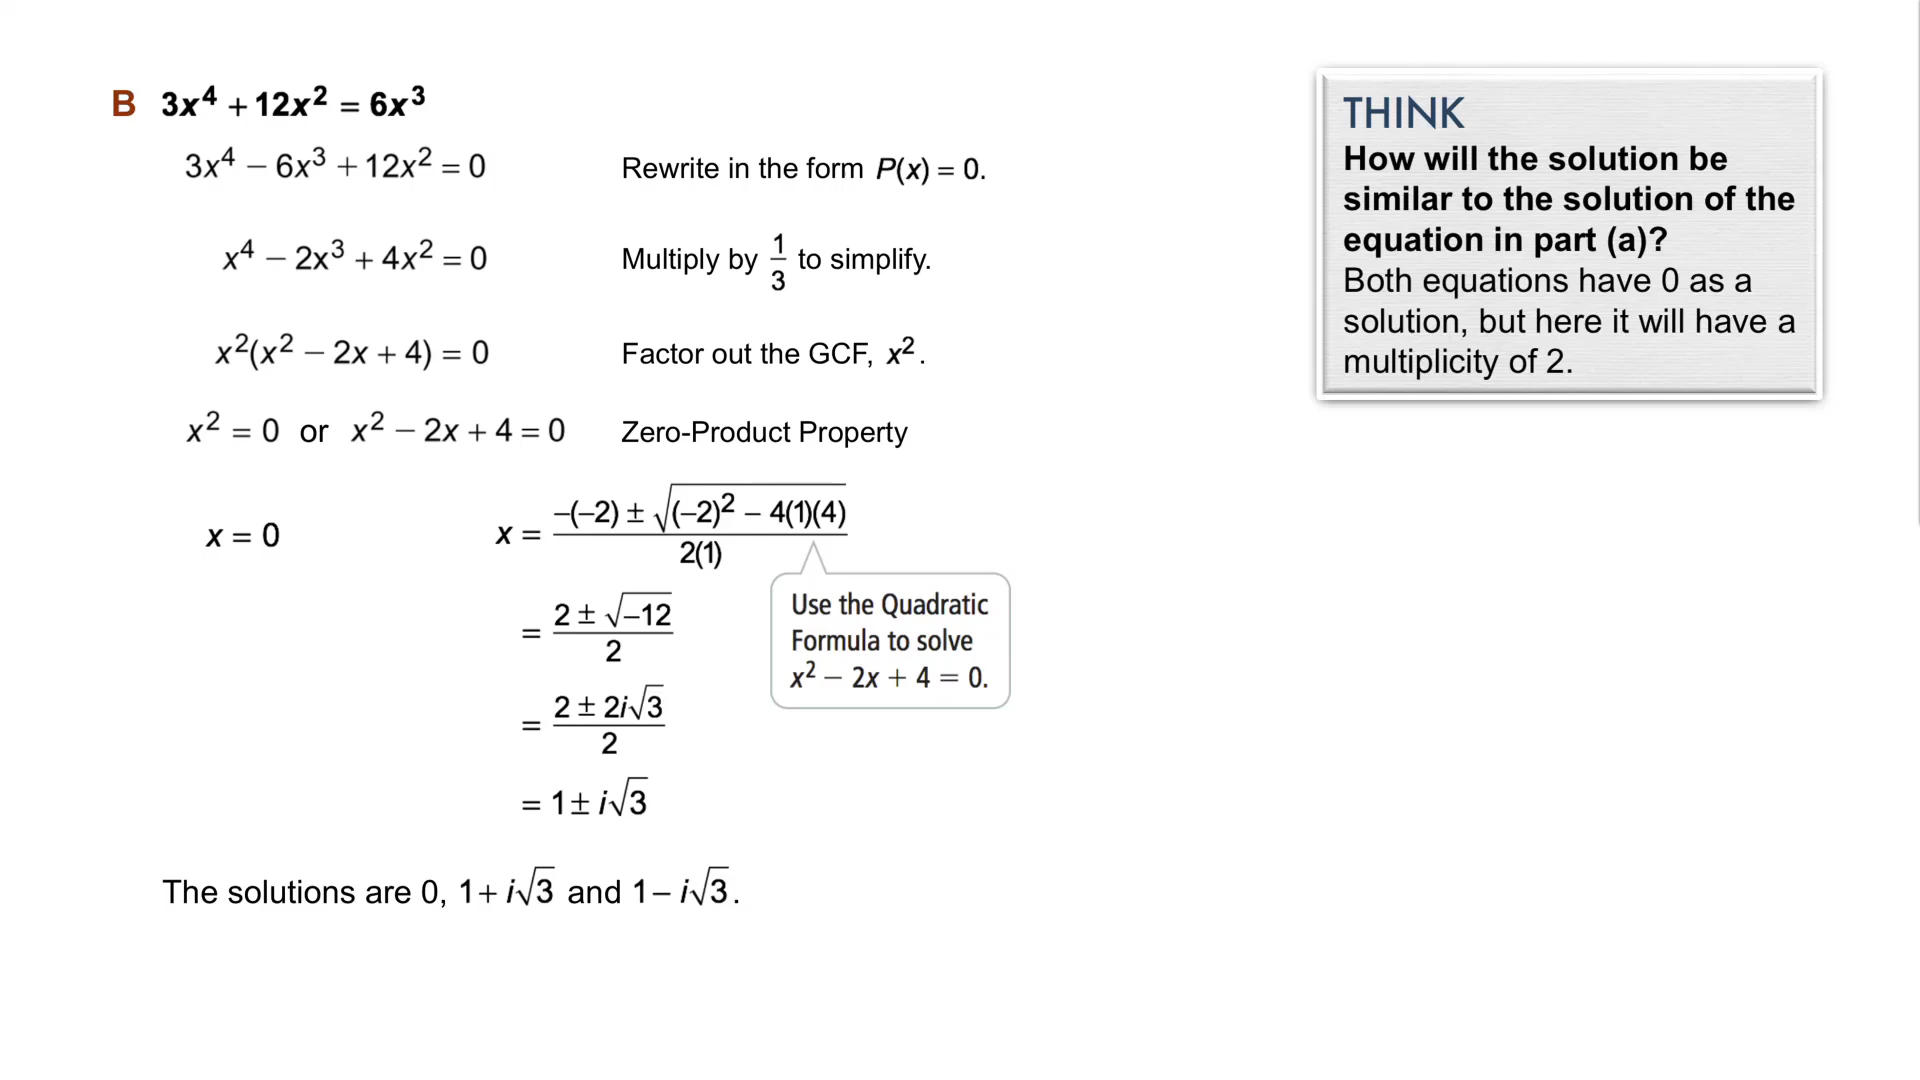 B 3x⁴ + 12x² = 6x³
3x⁴ − 6x³ + 12x² = 0 Rewrite in the form P(x) = 0.
x⁴ − 2x³ + 4x² = 0 Multiply by 1/3 to simplify.
x²(x² − 2x + 4) = 0 Factor out the GCF, x².
x² = 0 or x² − 2x + 4 = 0 Zero-Product Property
x = 0 x = (−(−2) ± √((−2)² − 4(1)(4)))/(2(1))
Use the Quadratic
Formula to solve
x² − 2x + 4 = 0.
= (2 ± √−12)/2
= (2 ± 2i√3)/2
= 1 ± i√3
The solutions are 0, 1 + i√3 and 1 − i√3.
THINK
How will the solution be
similar to the solution of the
equation in part (a)?
Both equations have 0 as a
solution, but here it will have a
multiplicity of 2.